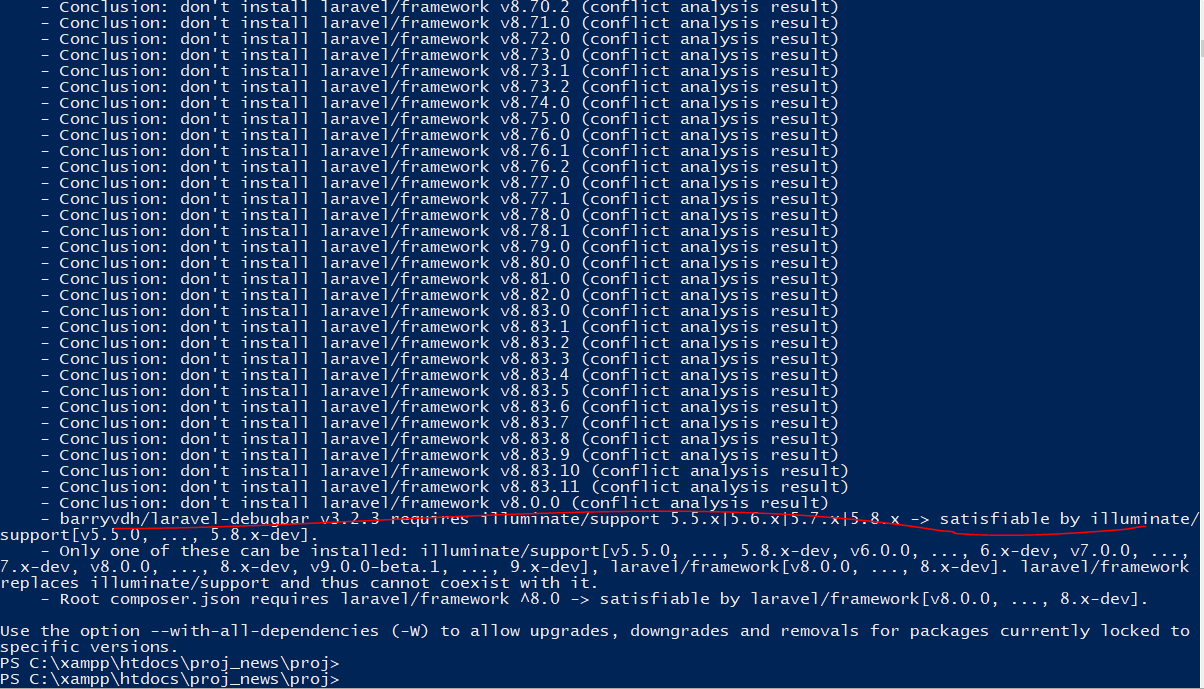 - Conclusion: don't install laravel/framework v8.70.2 (conflict analysis result)
- Conclusion: don't install laravel/framework v8.71.0 (conflict analysis result)
- Conclusion: don't install laravel/framework v8.72.0 (conflict analysis result)
- Conclusion: don't install laravel/framework v8.73.0 (conflict analysis result)
- Conclusion: don't install laravel/framework v8.73.1 (conflict analysis result)
- Conclusion: don't install laravel/framework v8.73.2 (conflict analysis result)
- Conclusion: don't install laravel/framework v8.74.0 (conflict analysis result)
- Conclusion: don't install laravel/framework v8.75.0 (conflict analysis result)
- Conclusion: don't install laravel/framework v8.76.0 (conflict analysis result)
- Conclusion: don't install laravel/framework v8.76.1 (conflict analysis result)
- Conclusion: don't install laravel/framework v8.76.2 (conflict analysis result)
- Conclusion: don't install laravel/framework v8.77.0 (conflict analysis result)
- Conclusion: don't install laravel/framework v8.77.1 (conflict analysis result)
- Conclusion: don't install laravel/framework v8.78.0 (conflict analysis result)
- Conclusion: don't install laravel/framework v8.78.1 (conflict analysis result)
- Conclusion: don't install laravel/framework v8.79.0 (conflict analysis result)
- Conclusion: don't install laravel/framework v8.80.0 (conflict analysis result)
- Conclusion: don't install laravel/framework v8.81.0 (conflict analysis result)
- Conclusion: don't install laravel/framework v8.82.0 (conflict analysis result)
- Conclusion: don't install laravel/framework v8.83.0 (conflict analysis result)
- Conclusion: don't install laravel/framework v8.83.1 (conflict analysis result)
- Conclusion: don't install laravel/framework v8.83.2 (conflict analysis result)
- Conclusion: don't install laravel/framework v8.83.3 (conflict analysis result)
- Conclusion: don't install laravel/framework v8.83.4 (conflict analysis result)
- Conclusion: don't install laravel/framework v8.83.5 (conflict analysis result)
- Conclusion: don't install laravel/framework v8.83.6 (conflict analysis result)
- Conclusion: don't install laravel/framework v8.83.7 (conflict analysis result)
- Conclusion: don't install laravel/framework v8.83.8 (conflict analysis result)
- Conclusion: don't install laravel/framework v8.83.9 (conflict analysis result)
- Conclusion: don't install laravel/framework v8.83.10 (conflict analysis result)
- Conclusion: don't install laravel/framework v8.83.11 (conflict analysis result)
- Conclusion: don't install laravel/framework v8.0.0 (conflict analysis result)
- barryvdh/laravel-debugbar v3.2.3 requires illuminate/support 5.5.x|5.6.x|5.7.x|5.8.x -> satisfiable by illuminate/
support[v5.5.0, ..., 5.8.x-dev].
- Only one of these can be installed: illuminate/support[v5.5.0, ..., 5.8.x-dev, v6.0.0, ..., 6.x-dev, v7.0.0, ...,
7.x-dev, v8.0.0, ..., 8.x-dev, v9.0.0-beta.1, ..., 9.x-dev], laravel/framework[v8.0.0, ..., 8.x-dev]. laravel/framework
replaces illuminate/support and thus cannot coexist with it.
- Root composer.json requires laravel/framework ^8.0 -> satisfiable by laravel/framework[v8.0.0, ..., 8.x-dev].
Use the option --with-all-dependencies (-W) to allow upgrades, downgrades and removals for packages currently locked to
specific versions.
PS C:\xampp\htdocs\proj_news\proj>
PS C:\xampp\htdocs\proj_news\proj>